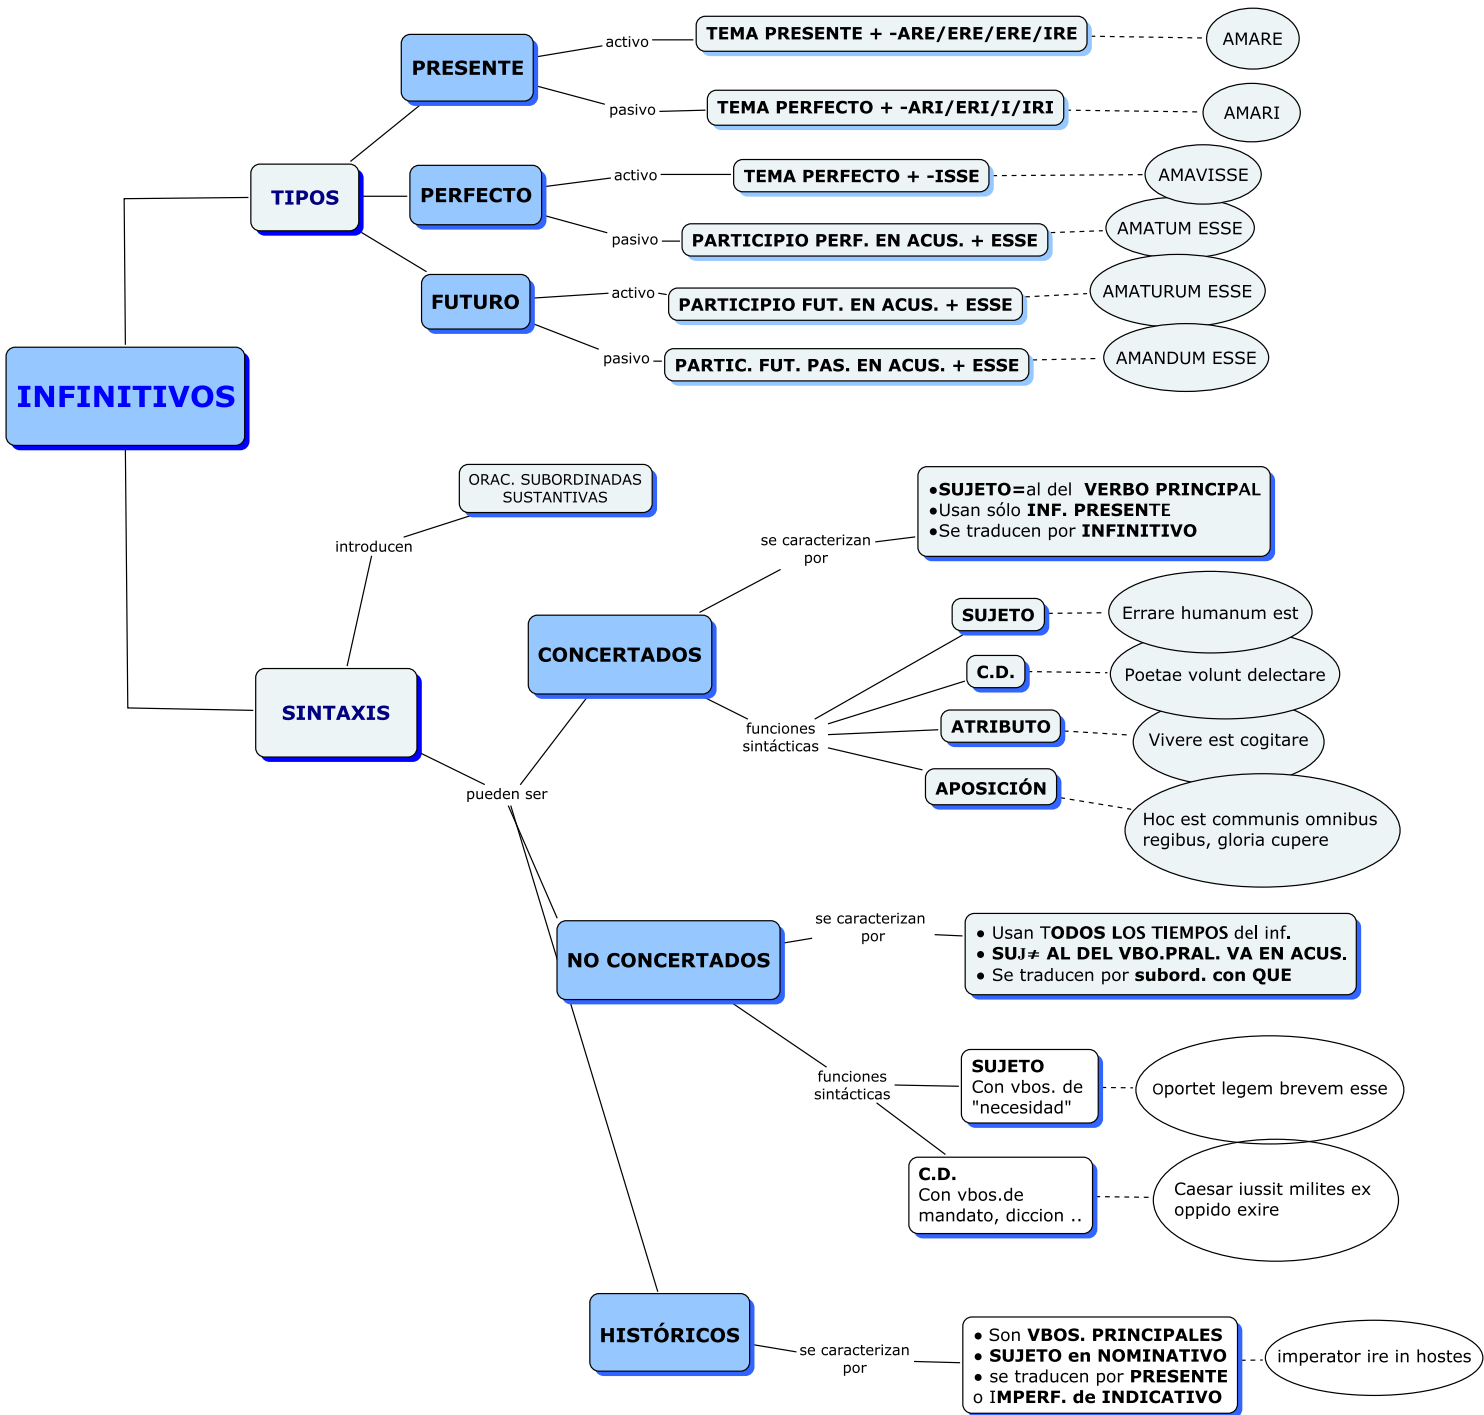 INFINITIVOS
TIPOS
PRESENTE
activo
TEMA PRESENTE + -ARE/ERE/ERE/IRE
AMARE
pasivo
TEMA PERFECTO + -ARI/ERI/I/IRI
AMARI
PERFECTO
activo
TEMA PERFECTO + -ISSE
AMAVISSE
pasivo
PARTICIPIO PERF. EN ACUS. + ESSE
AMATUM ESSE
FUTURO
activo
PARTICIPIO FUT. EN ACUS. + ESSE
AMATURUM ESSE
pasivo
PARTIC. FUT. PAS. EN ACUS. + ESSE
AMANDUM ESSE
SINTAXIS
introducen
ORAC. SUBORDINADAS
SUSTANTIVAS
pueden ser
CONCERTADOS
se caracterizan
por
•SUJETO=al del VERBO PRINCIPAL
•Usan sólo INF. PRESENTE
•Se traducen por INFINITIVO
funciones
sintácticas
SUJETO
Errare humanum est
C.D.
Poetae volunt delectare
ATRIBUTO
Vivere est cogitare
APOSICIÓN
Hoc est communis omnibus
regibus, gloria cupere
NO CONCERTADOS
se caracterizan
por
• Usan TODOS LOS TIEMPOS del inf.
• SUJ≠ AL DEL VBO.PRAL. VA EN ACUS.
• Se traducen por subord. con QUE
funciones
sintácticas
SUJETO
Con vbos. de
"necesidad"
Oportet legem brevem esse
C.D.
Con vbos.de
mandato, diccion ..
Caesar iussit milites ex
oppido exire
HISTÓRICOS
se caracterizan
por
• Son VBOS. PRINCIPALES
• SUJETO en NOMINATIVO
• se traducen por PRESENTE
o IMPERF. de INDICATIVO
imperator ire in hostes